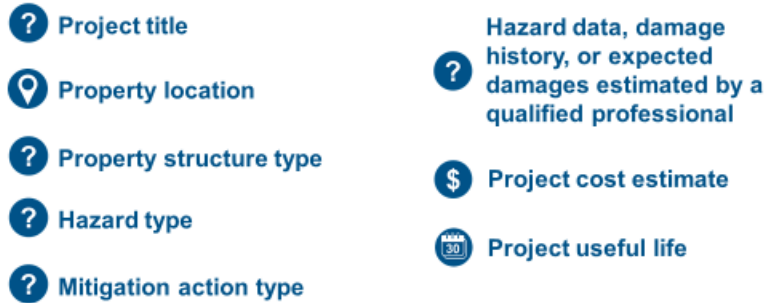 ? Project title
Property location
? Property structure type
? Hazard type
? Mitigation action type
? Hazard data, damage
history, or expected
damages estimated by a
qualified professional
$ Project cost estimate
30 Project useful life